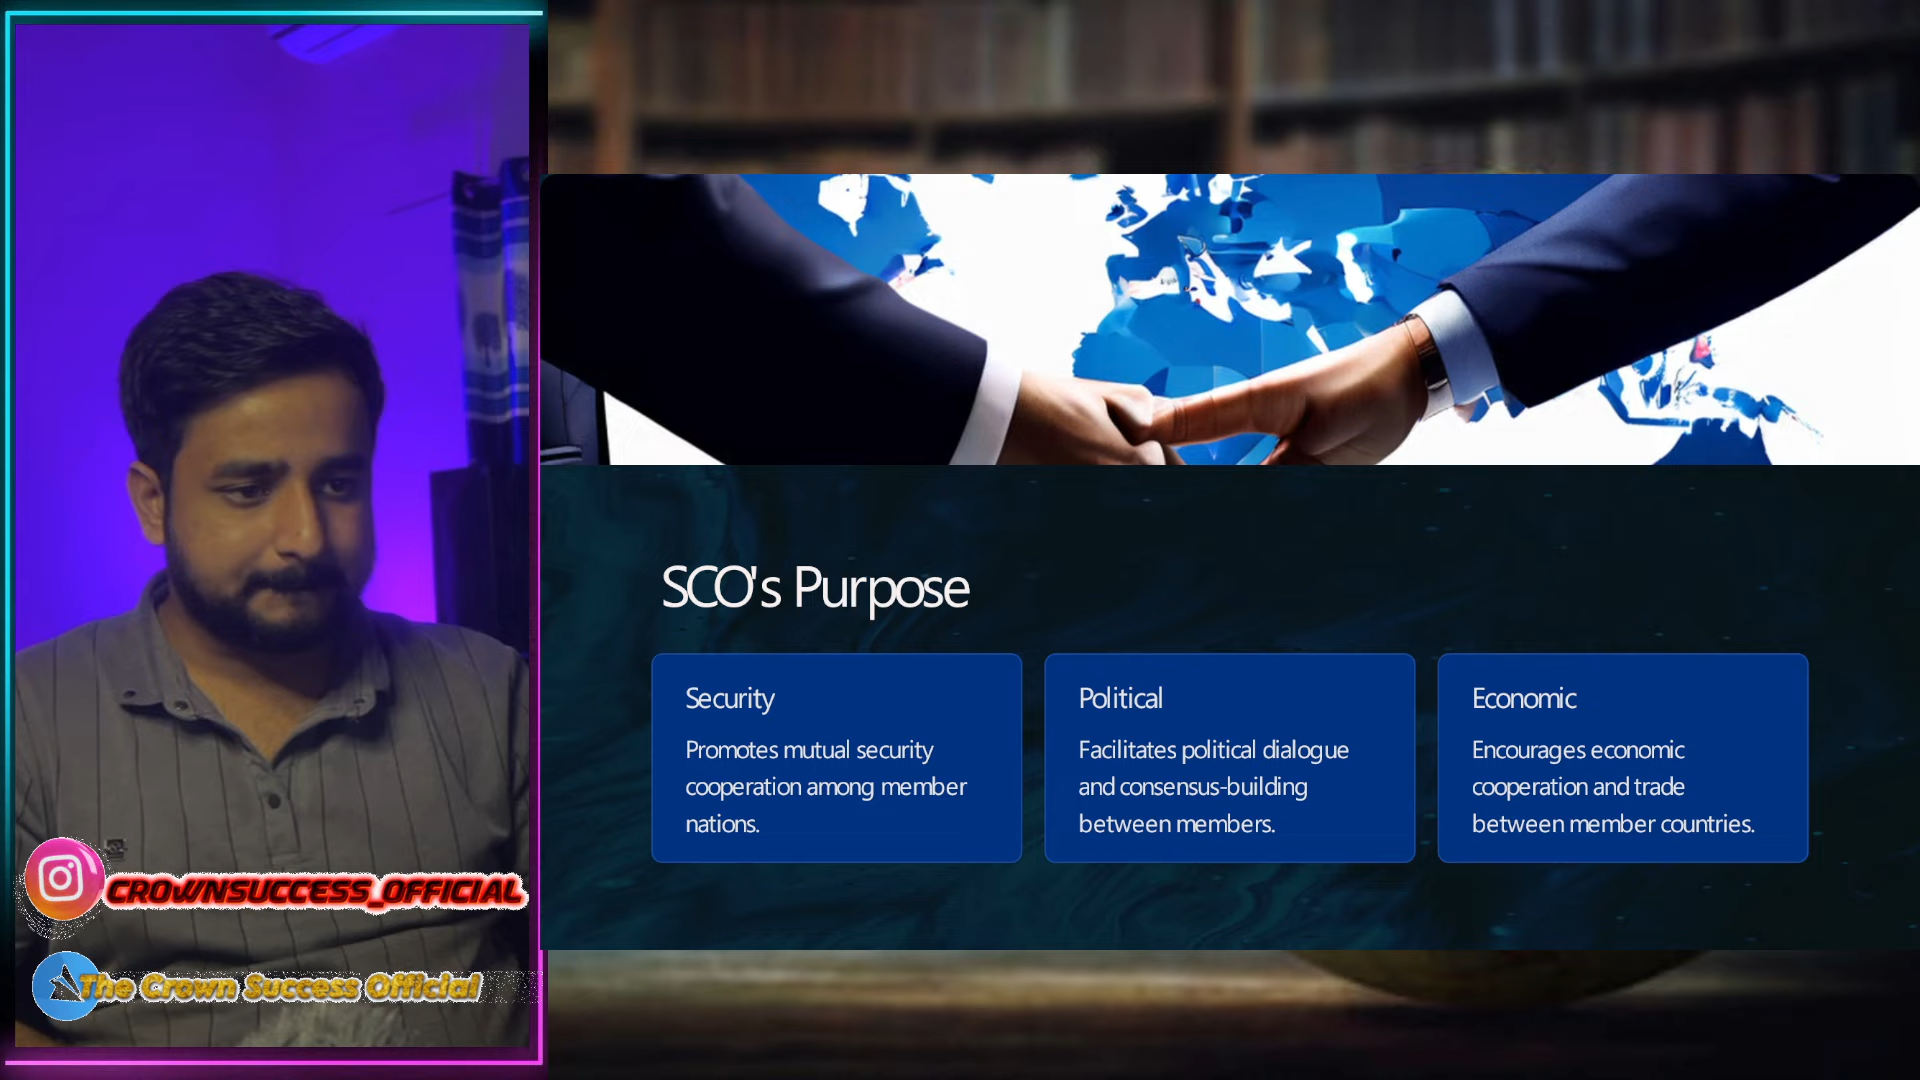 SCO's Purpose
Security
Promotes mutual security
cooperation among member
nations.
Political
Facilitates political dialogue
and consensus-building
between members.
Economic
Encourages economic
cooperation and trade
between member countries.
CROWNSUCCESS_OFFICIAL
The Crown Success Official